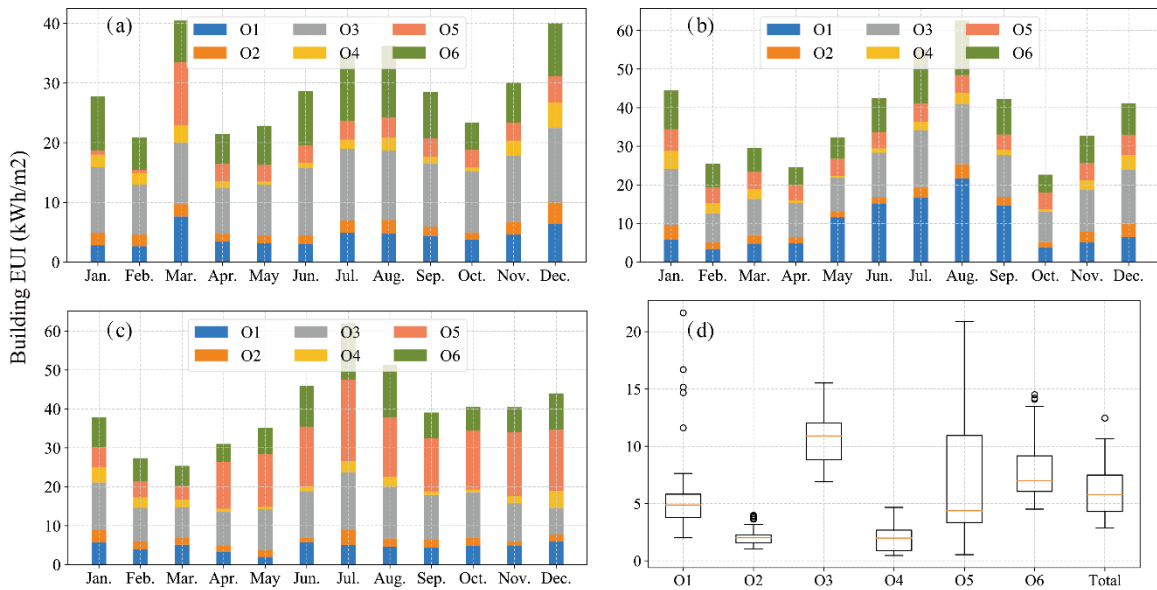 Building EUI (kWh/m2)
(a)
O1 O3 O5
O2 O4 O6
40
30
20
10
0
Jan. Feb. Mar. Apr. May Jun. Jul. Aug. Sep. Oct. Nov. Dec.
(b)
O1 O3 O5
O2 O4 O6
60
50
40
30
20
10
0
Jan. Feb. Mar. Apr. May Jun. Jul. Aug. Sep. Oct. Nov. Dec.
(c)
O1 O3 O5
O2 O4 O6
60
50
40
30
20
10
0
Jan. Feb. Mar. Apr. May Jun. Jul. Aug. Sep. Oct. Nov. Dec.
(d)
20
15
10
5
0
O1 O2 O3 O4 O5 O6 Total